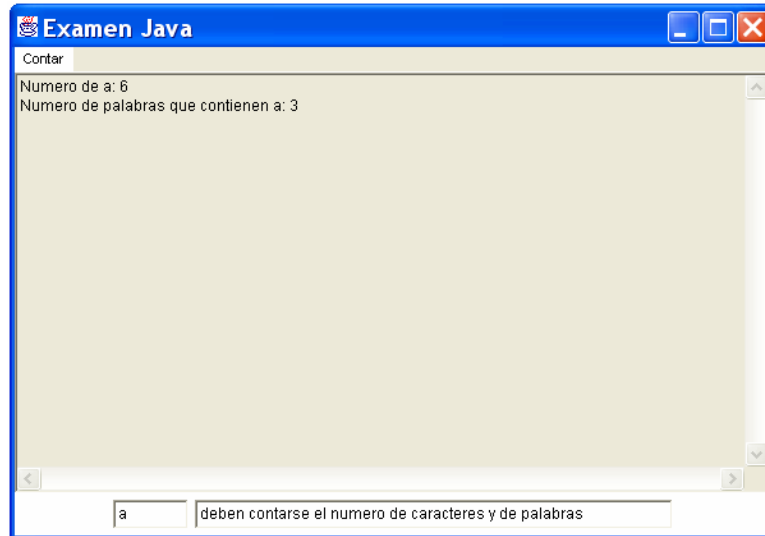 Examen Java
Contar
Numero de a: 6
Numero de palabras que contienen a: 3
a
deben contarse el numero de caracteres y de palabras